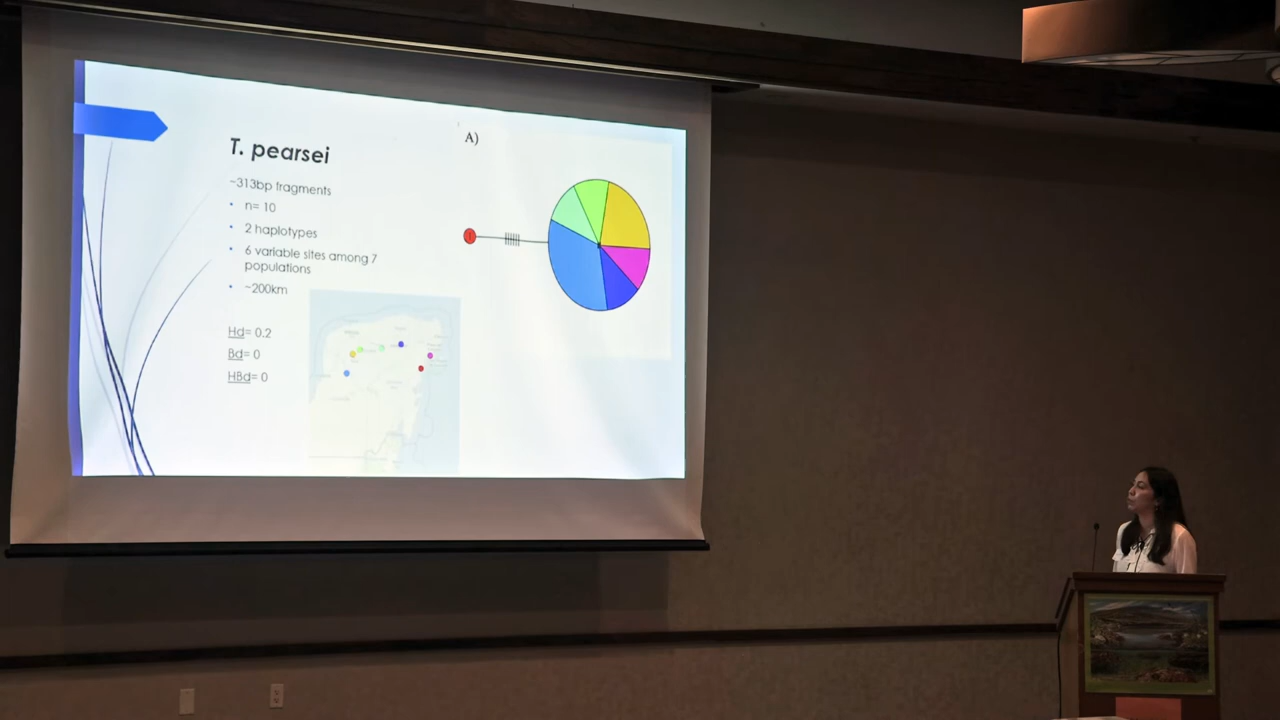 A)
T. pearsei
~313bp fragments
• n= 10
• 2 haplotypes
• 6 variable sites among 7
populations
• ~200km
Hd= 0.2
Bd= 0
HBd= 0